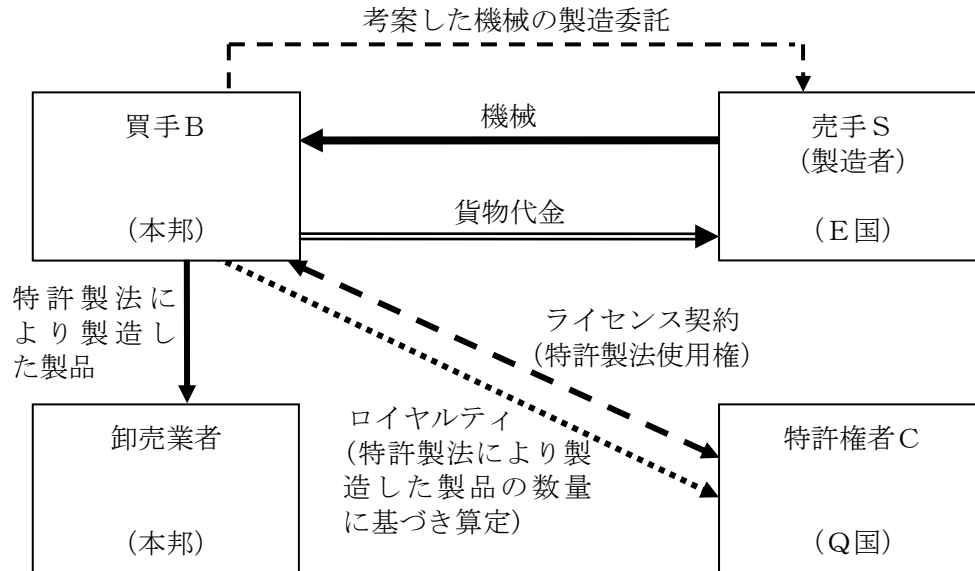 考案した機械の製造委託
買手Ｂ
（本邦）
機械
売手Ｓ
（製造者）
（Ｅ国）
貨物代金
特許製法に
より製造し
た製品
ライセンス契約
（特許製法使用権）
ロイヤルティ
（特許製法により製
造した製品の数量
に基づき算定）
卸売業者
（本邦）
特許権者Ｃ
（Ｑ国）